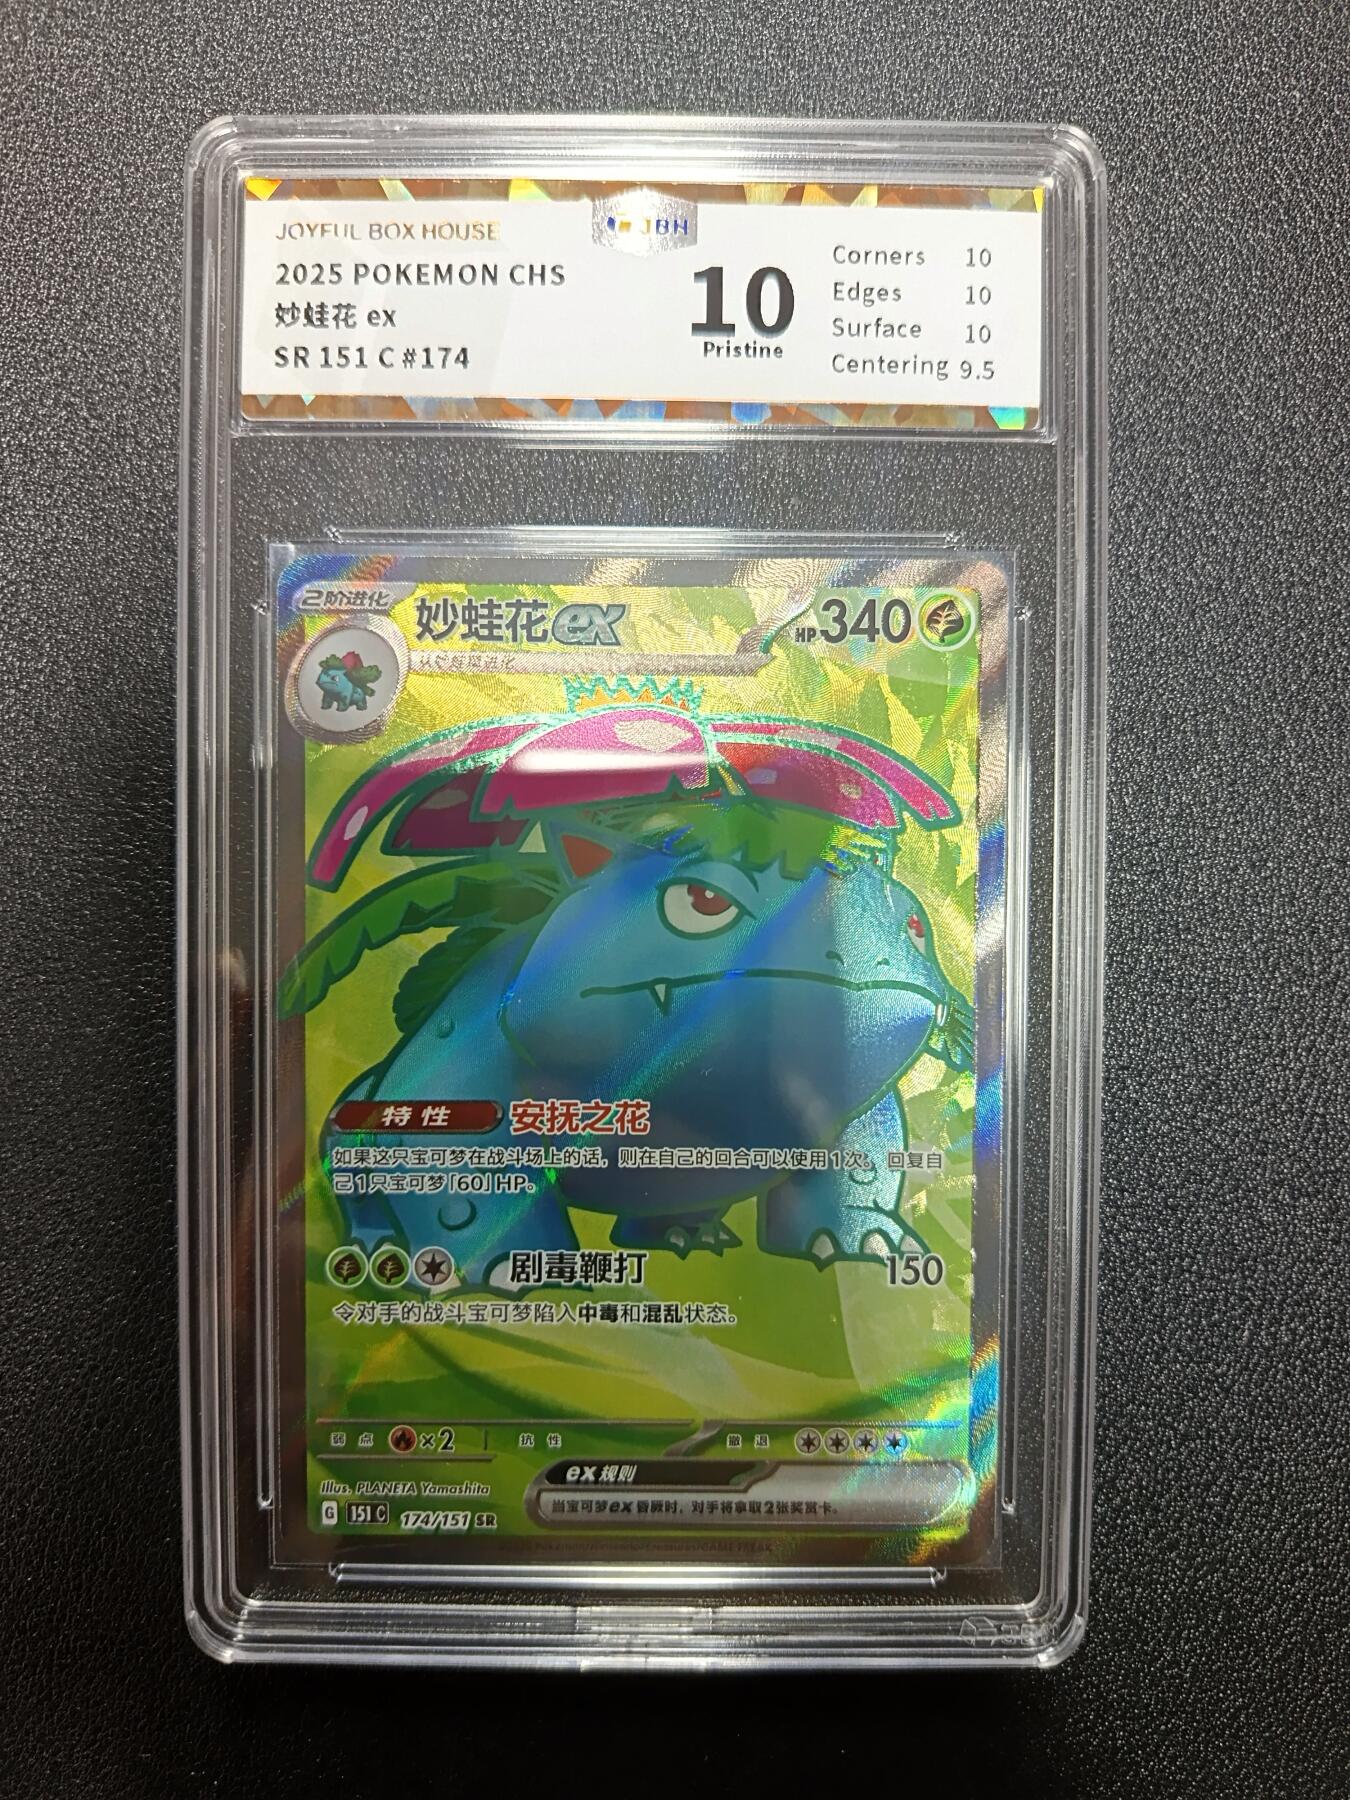 JOYFUL BOX HOUSE
JBH
2025 POKEMON CHS
妙蛙花 ex
SR 151 C #174
10
Pristine
Corners 10
Edges 10
Surface 10
Centering 9.5
2阶进化
妙蛙花ex
HP340
特性 安抚之花
如果这只宝可梦在战斗场上的话，则在自己的回合可以使用1次。回复自
己1只宝可梦「60」HP。
剧毒鞭打 150
令对手的战斗宝可梦陷入中毒和混乱状态。
弱点 ×2 抗性 撤退
ex规则
当宝可梦ex昏厥时，对手将拿取2张奖赏卡。
Illus. PLANETA Yamashita
G 151 C 174/151 SR